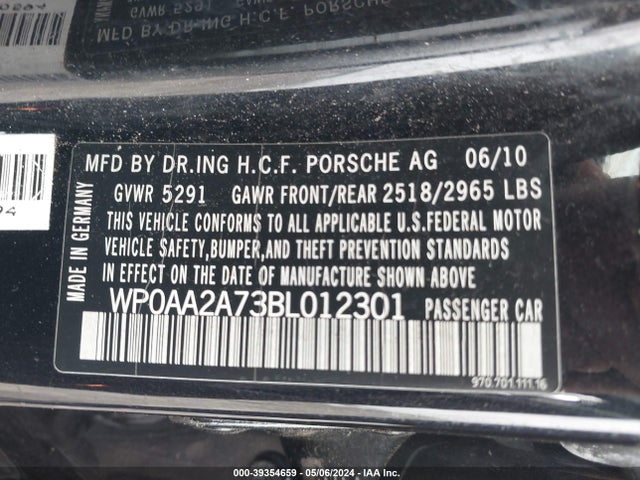 MFD BY DR.ING H.C.F. PORSCHE AG 06/10
GVWR 5291 GAWR FRONT/REAR 2518/2965 LBS
THIS VEHICLE CONFORMS TO ALL APPLICABLE U.S.FEDERAL MOTOR
VEHICLE SAFETY,BUMPER,AND THEFT PREVENTION STANDARDS
IN EFFECT ON THE DATE OF MANUFACTURE SHOWN ABOVE.
WP0AA2A73BL012301 PASSENGER CAR
MADE IN GERMANY
970.701.111.16
000-39354659 - 05/06/2024 - IAA Inc.